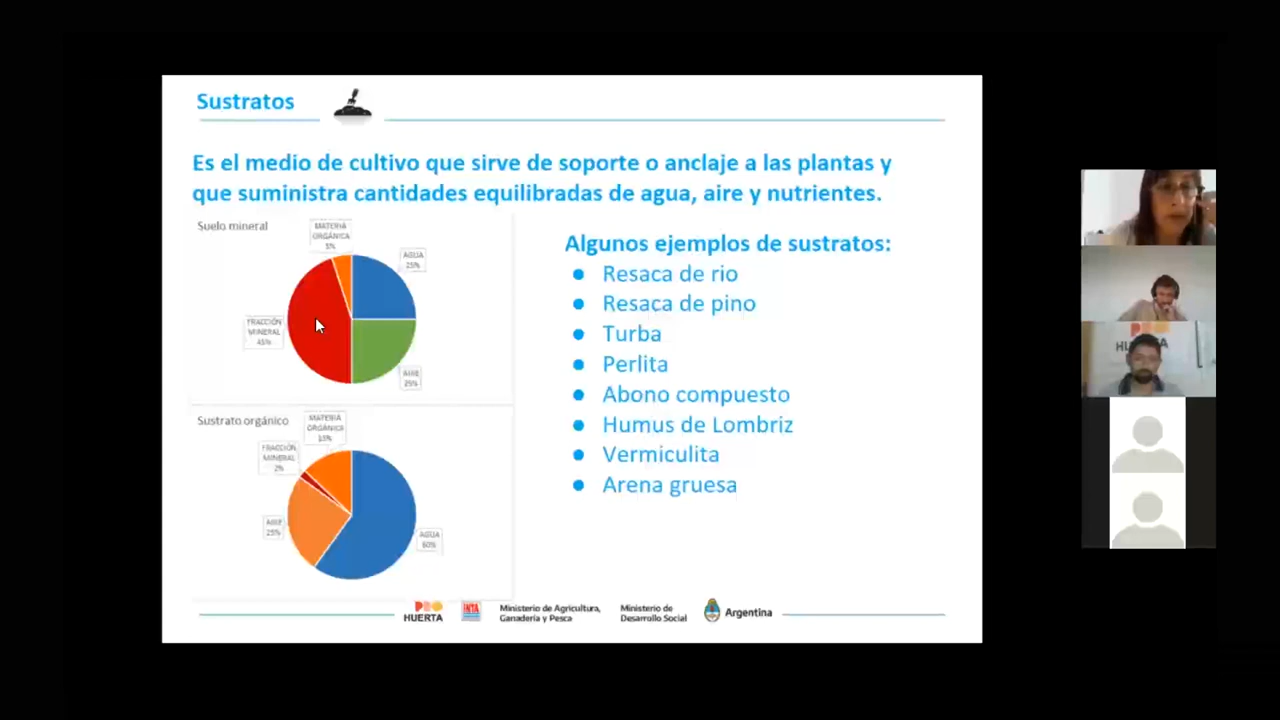 Sustratos
Es el medio de cultivo que sirve de soporte o anclaje a las plantas y
que suministra cantidades equilibradas de agua, aire y nutrientes.
Suelo mineral
MATERIA
ORGÁNICA
5%
AGUA
25%
FRACCIÓN
MINERAL
45%
AIRE
25%
Sustrato orgánico
MATERIA
ORGÁNICA
13%
FRACCIÓN
MINERAL
2%
AIRE
25%
AGUA
60%
Algunos ejemplos de sustratos:
● Resaca de rio
● Resaca de pino
● Turba
● Perlita
● Abono compuesto
● Humus de Lombriz
● Vermiculita
● Arena gruesa
PRO
HUERTA
INTA
Ministerio de Agricultura,
Ganadería y Pesca
Ministerio de
Desarrollo Social
Argentina